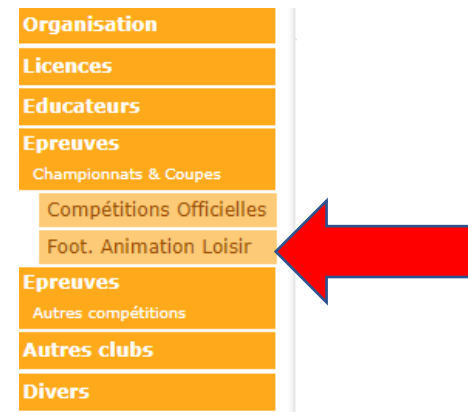 Organisation
Licences
Educateurs
Epreuves
Championnats & Coupes
Compétitions Officielles
Foot. Animation Loisir
Epreuves
Autres compétitions
Autres clubs
Divers